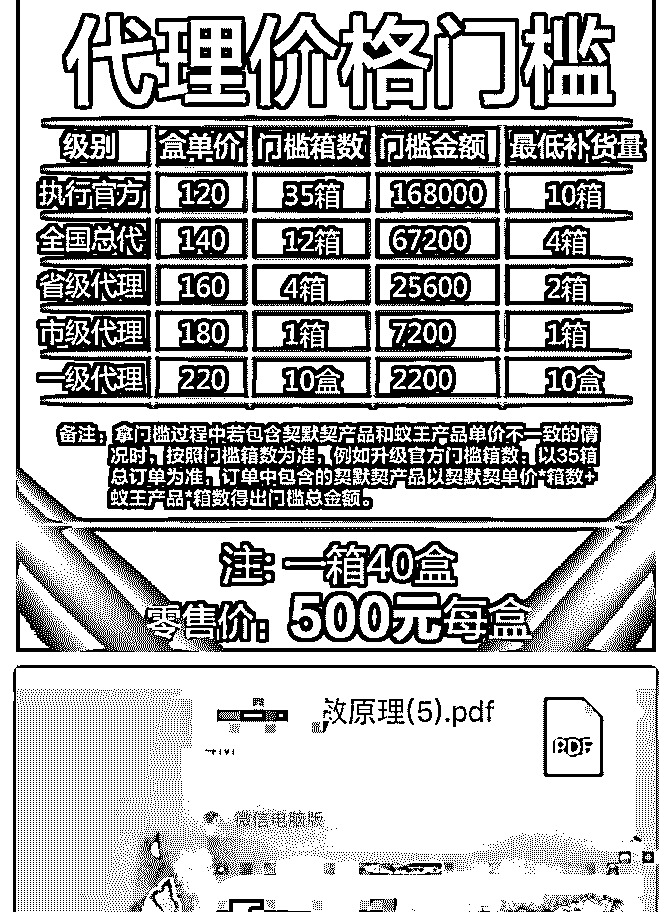 代理价格门槛
级别 盒单价 门槛箱数 门槛金额 最低补货量
执行官方 120 35箱 168000 10箱
全国总代 140 12箱 67200 4箱
省级代理 160 4箱 25600 2箱
市级代理 180 1箱 7200 1箱
一级代理 220 10盒 2200 10盒
备注：拿门槛过程中若包含契默契产品和蚁王产品单价不一致的情
况时，按照门槛箱数为准，例如升级官方门槛箱数，以35箱
总订单为准，订单中包含的契默契产品以契默契单价*箱数+
蚁王产品*箱数得出门槛总金额。
注:一箱40盒
零售价：500元每盒
原理(5).pdf
PDF
微信电脑版